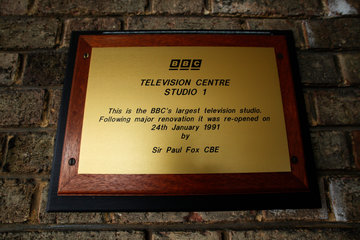 BBC
TELEVISION CENTRE
STUDIO 1
This is the BBC's largest television studio.
Following major renovation it was re-opened on
24th January 1991
by
Sir Paul Fox CBE